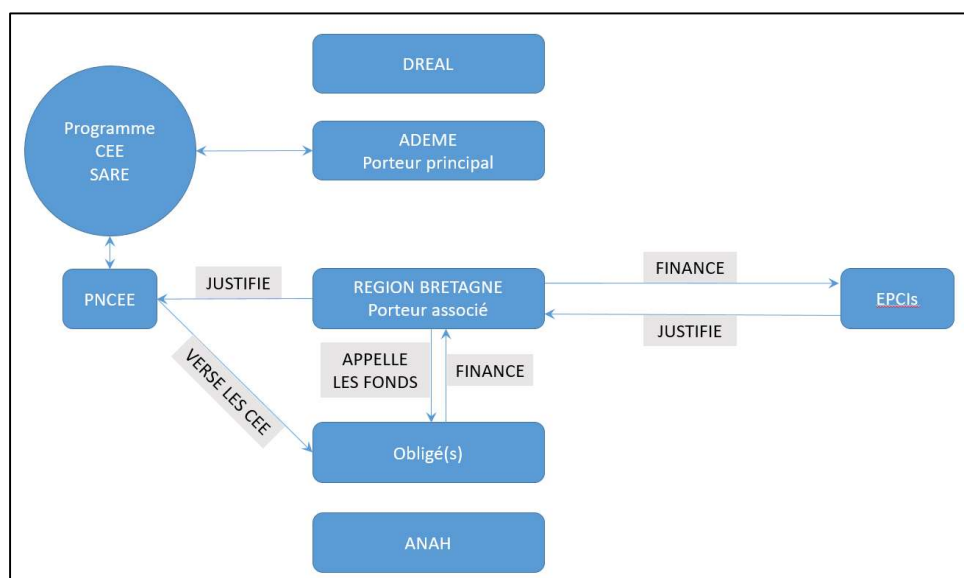 DREAL
Programme
CEE
SARE
ADEME
Porteur principal
PNCEE
JUSTIFIE
REGION BRETAGNE
Porteur associé
FINANCE
JUSTIFIE
EPCIs
VERSE LES CEE
APPELLE
LES FONDS
FINANCE
Obligé(s)
ANAH